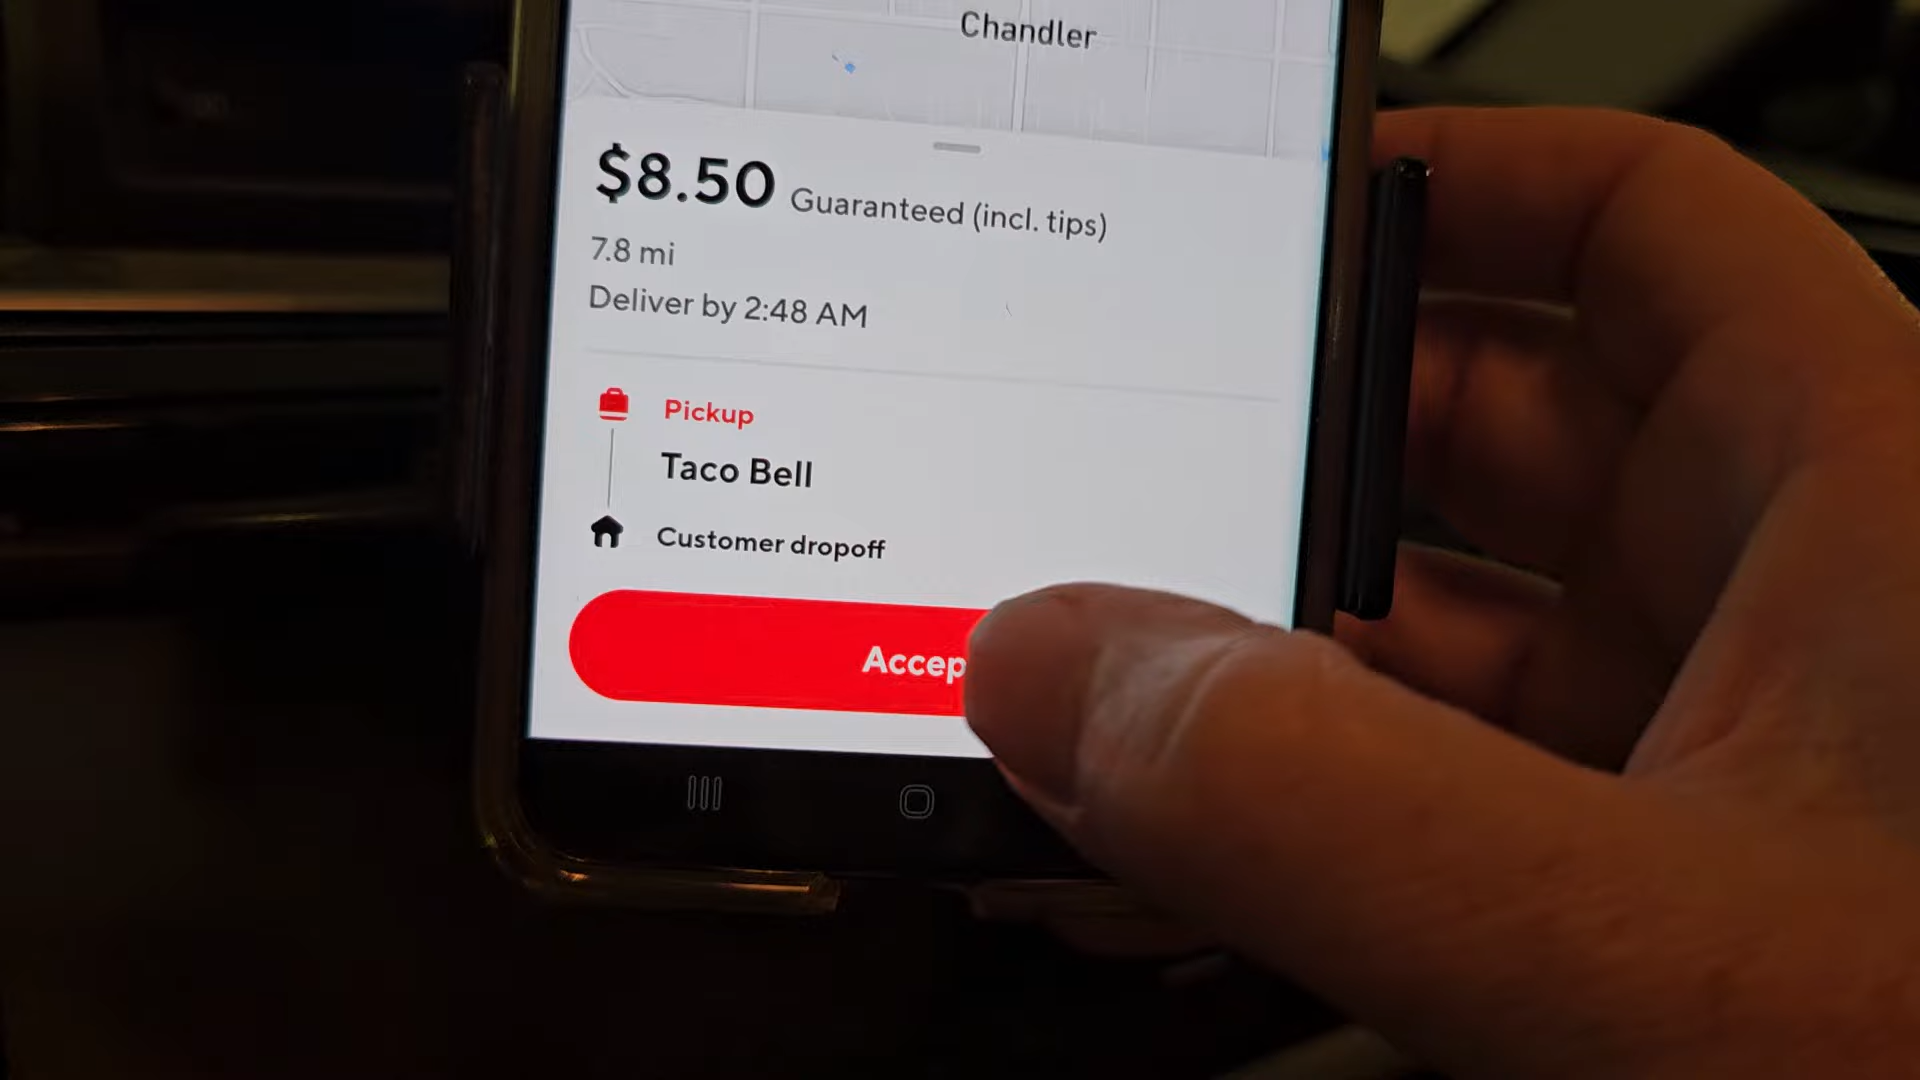 Chandler
$8.50 Guaranteed (incl. tips)
7.8 mi
Deliver by 2:48 AM
Pickup
Taco Bell
Customer dropoff
Accep